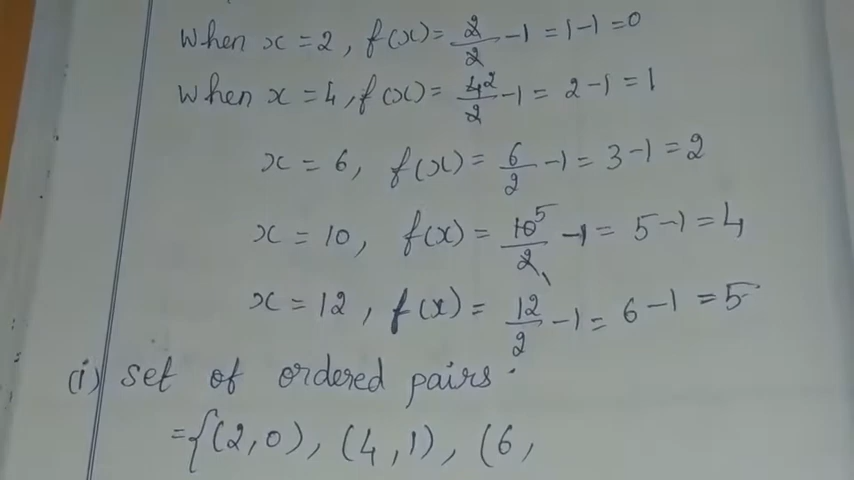 When x = 2, f(x) = 2/2 - 1 = 1 - 1 = 0
When x = 4, f(x) = 4²/2 - 1 = 2 - 1 = 1
x = 6, f(x) = 6/2 - 1 = 3 - 1 = 2
x = 10, f(x) = 10⁵/2 - 1 = 5 - 1 = 4
x = 12, f(x) = 12/2 - 1 = 6 - 1 = 5
(i) set of ordered pairs.
= {(2,0), (4,1), (6,